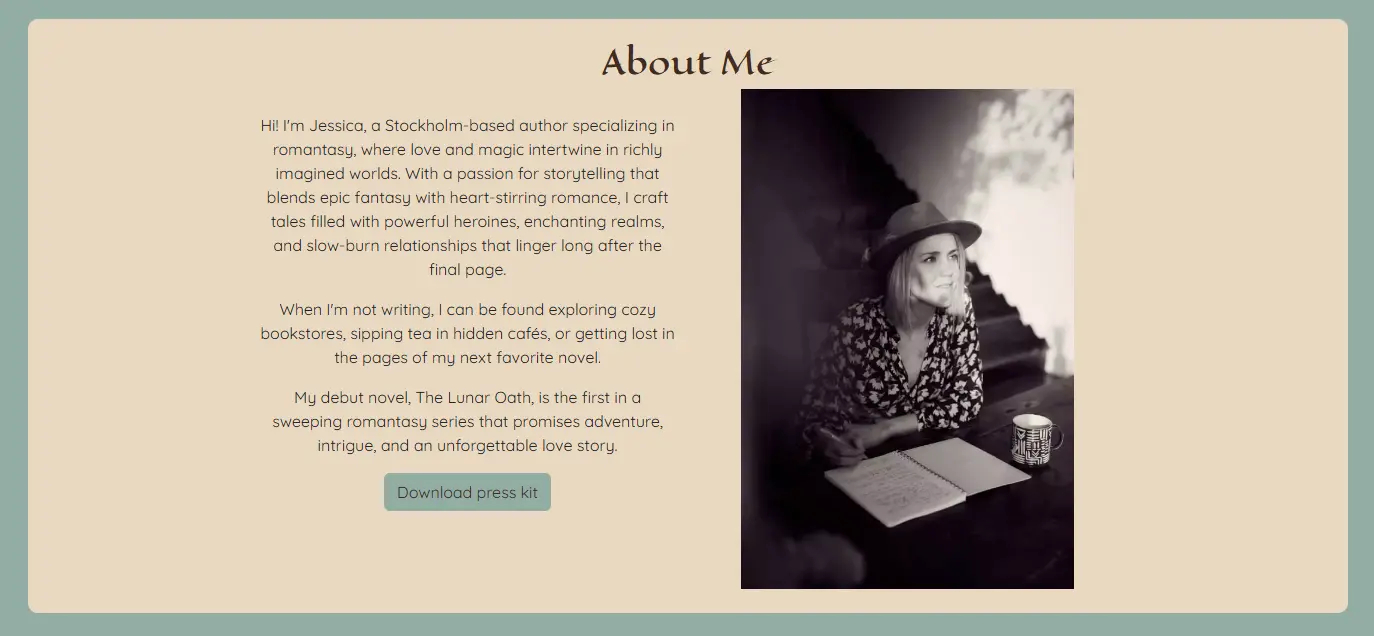 About Me
Hi! I'm Jessica, a Stockholm-based author specializing in
romantasy, where love and magic intertwine in richly
imagined worlds. With a passion for storytelling that
blends epic fantasy with heart-stirring romance, I craft
tales filled with powerful heroines, enchanting realms,
and slow-burn relationships that linger long after the
final page.
When I'm not writing, I can be found exploring cozy
bookstores, sipping tea in hidden cafés, or getting lost in
the pages of my next favorite novel.
My debut novel, The Lunar Oath, is the first in a
sweeping romantasy series that promises adventure,
intrigue, and an unforgettable love story.
Download press kit